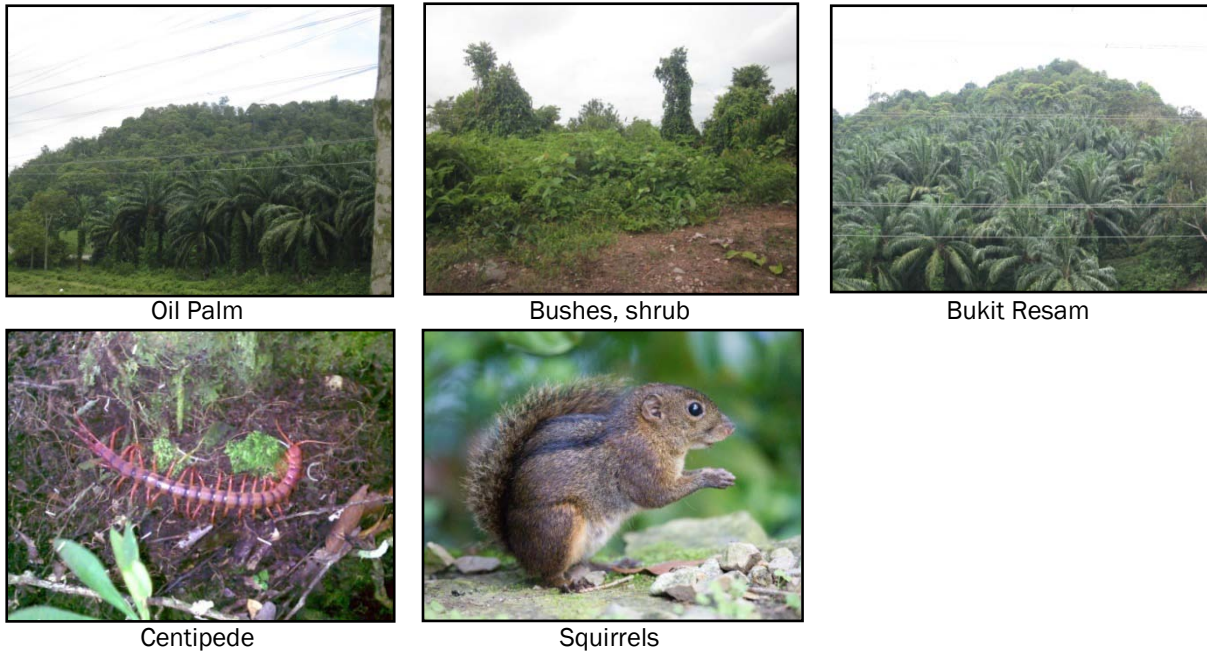 Oil Palm
Bushes, shrub
Bukit Resam
Centipede
Squirrels